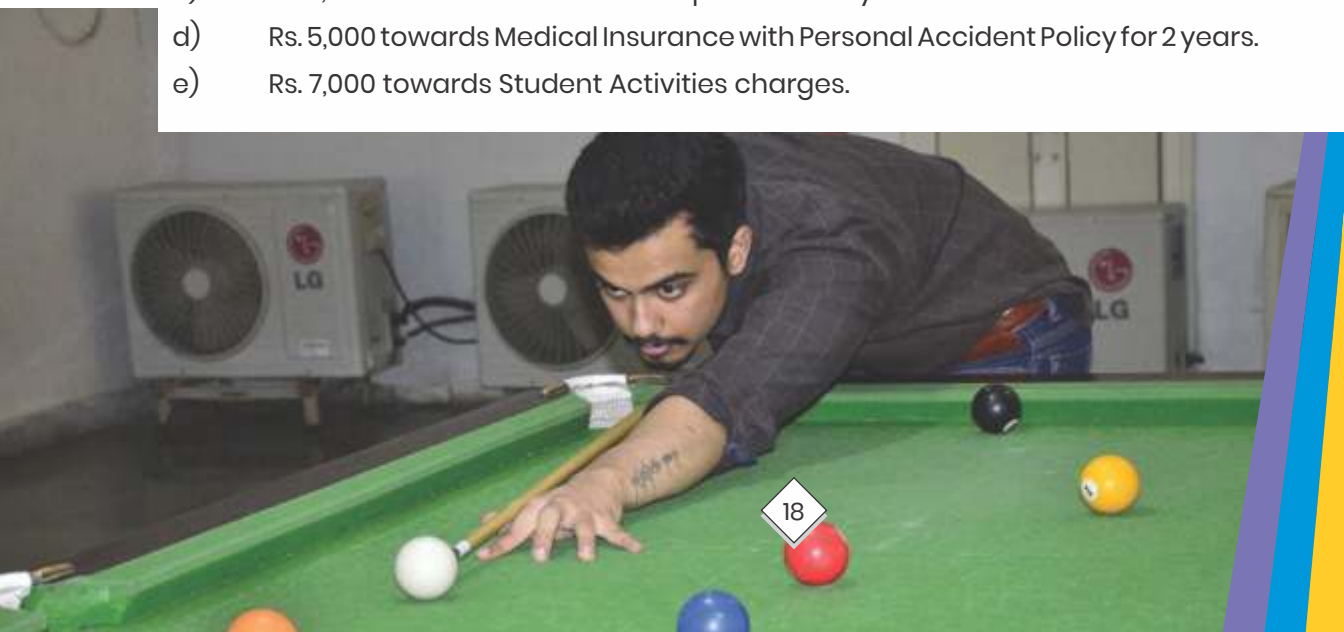 d) Rs. 5,000 towards Medical Insurance with Personal Accident Policy for 2 years.
e) Rs. 7,000 towards Student Activities charges.
LG
LG
18